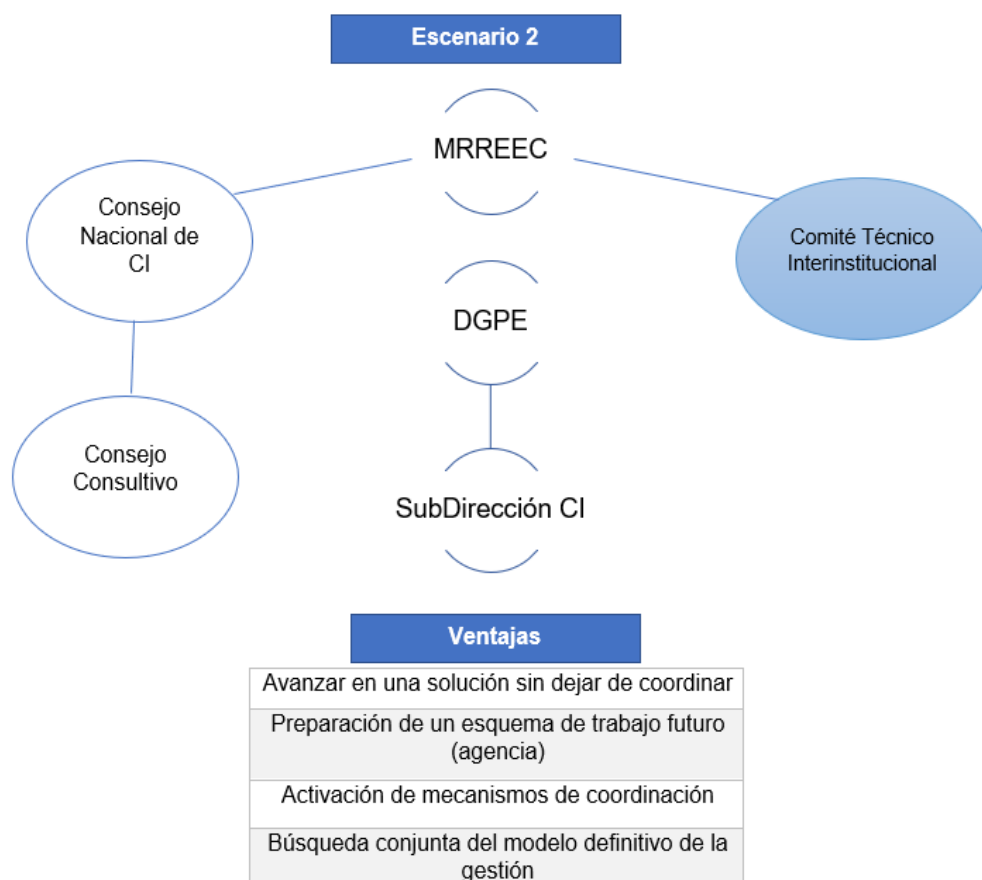 Escenario 2
MRREEC
Consejo
Nacional de
CI
Comité Técnico
Interinstitucional
DGPE
Consejo
Consultivo
SubDirección CI
Ventajas
Avanzar en una solución sin dejar de coordinar
Preparación de un esquema de trabajo futuro
(agencia)
Activación de mecanismos de coordinación
Búsqueda conjunta del modelo definitivo de la
gestión